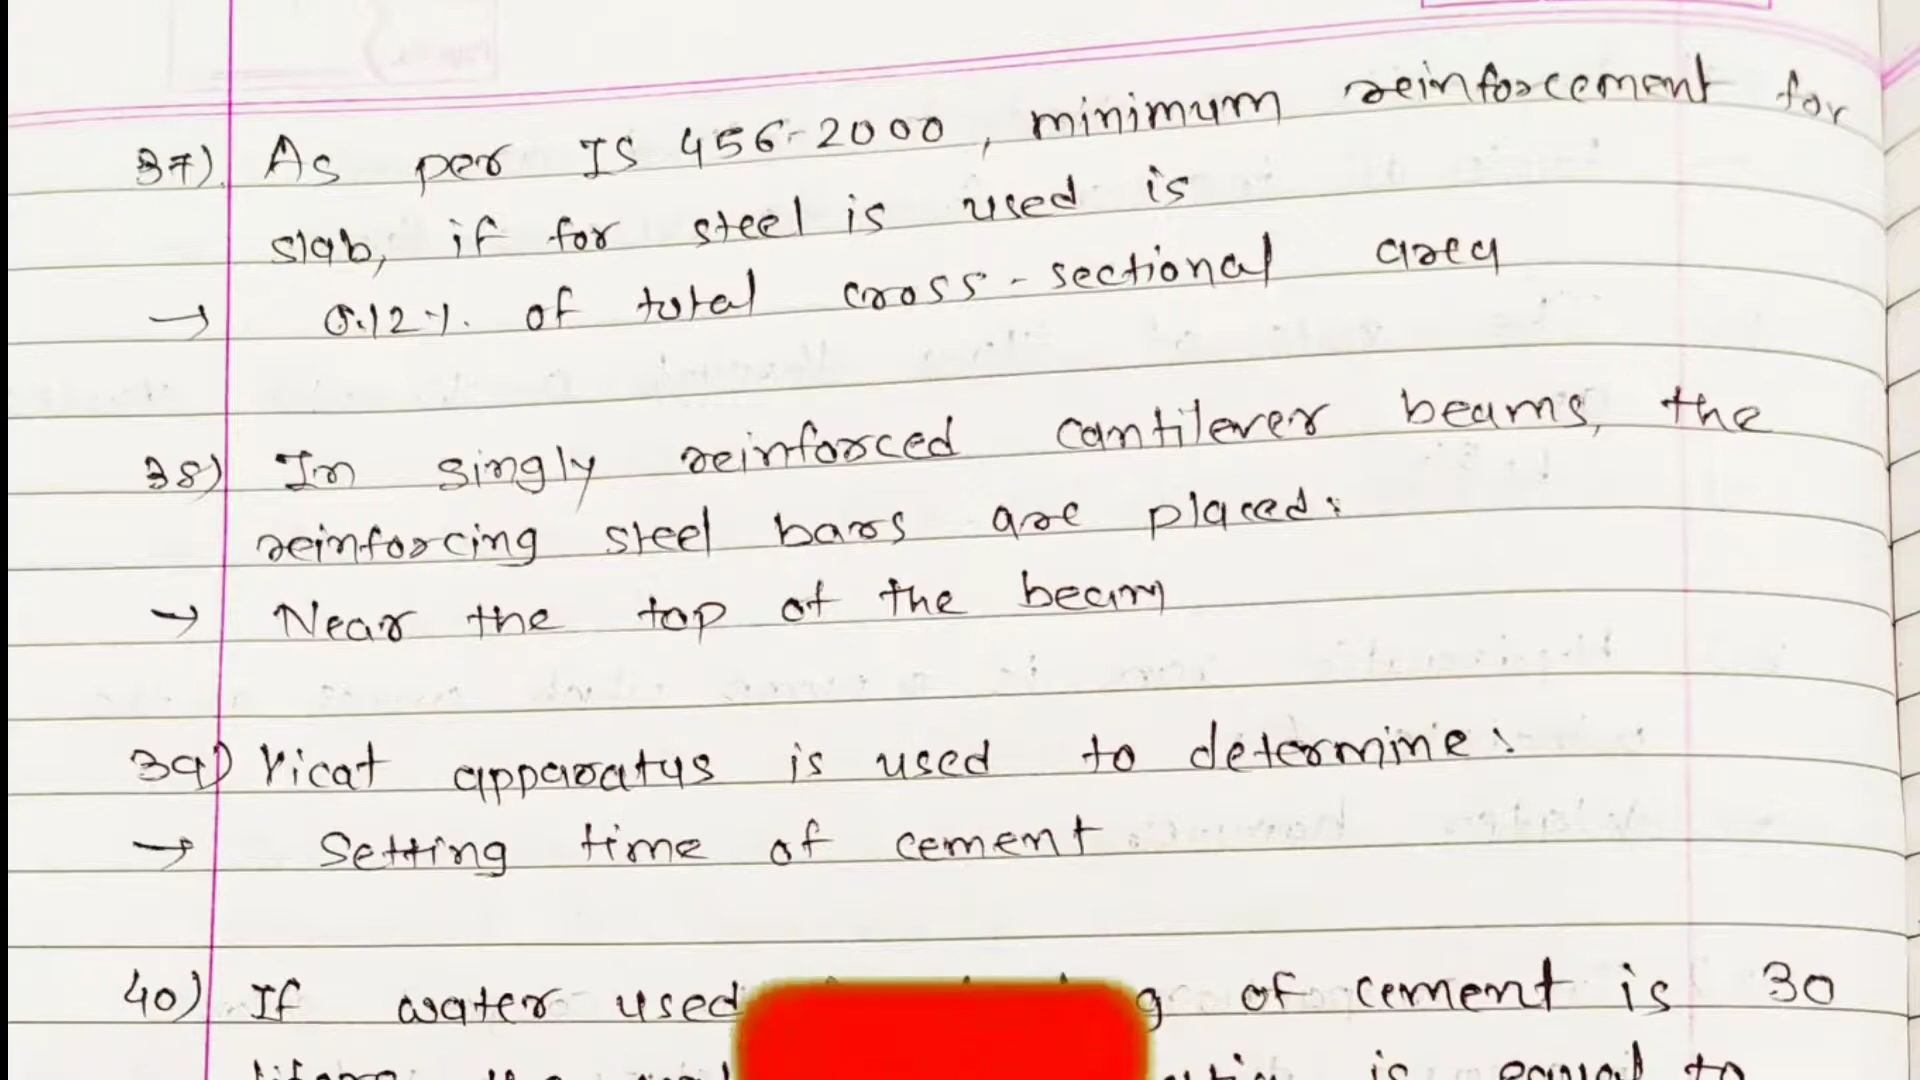 37) As per IS 456-2000, minimum reinforcement for
slab, if for steel is used is
→ 0.12%. of total cross-sectional area
38) In singly reinforced cantilever beams, the
reinforcing steel bars are placed:
→ Near the top of the beam
39) Vicat apparatus is used to determine:
→ Setting time of cement.
40) If water used of cement is 30
is equal to